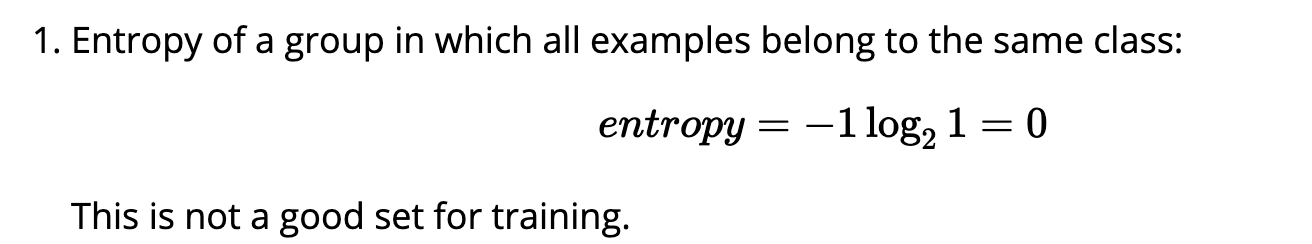 1. Entropy of a group in which all examples belong to the same class:
entropy = −1 log₂ 1 = 0
This is not a good set for training.